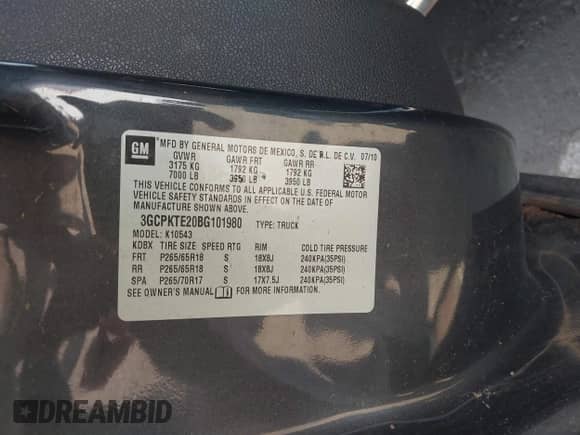 GM
MFD BY GENERAL MOTORS DE MEXICO, S. DE R.L. DE C.V. 07/10
GVWR GAWR FRT GAWR RR
3175 KG 1792 KG 1792 KG
7000 LB 3950 LB 3950 LB
THIS VEHICLE CONFORMS TO ALL APPLICABLE U.S. FEDERAL MOTOR
VEHICLE SAFETY STANDARDS IN EFFECT ON THE DATE OF
MANUFACTURE SHOWN ABOVE.
3GCPKTE20BG101980 TYPE: TRUCK
MODEL: K10543
KDBX TIRE SIZE SPEED RTG RIM COLD TIRE PRESSURE
FRT P265/65R18 S 18X8J 240KPA(35PSI)
RR P265/65R18 S 18X8J 240KPA(35PSI)
SPA P265/70R17 S 17X7.5J 240KPA(35PSI)
SEE OWNER'S MANUAL FOR MORE INFORMATION.
DREAMBID